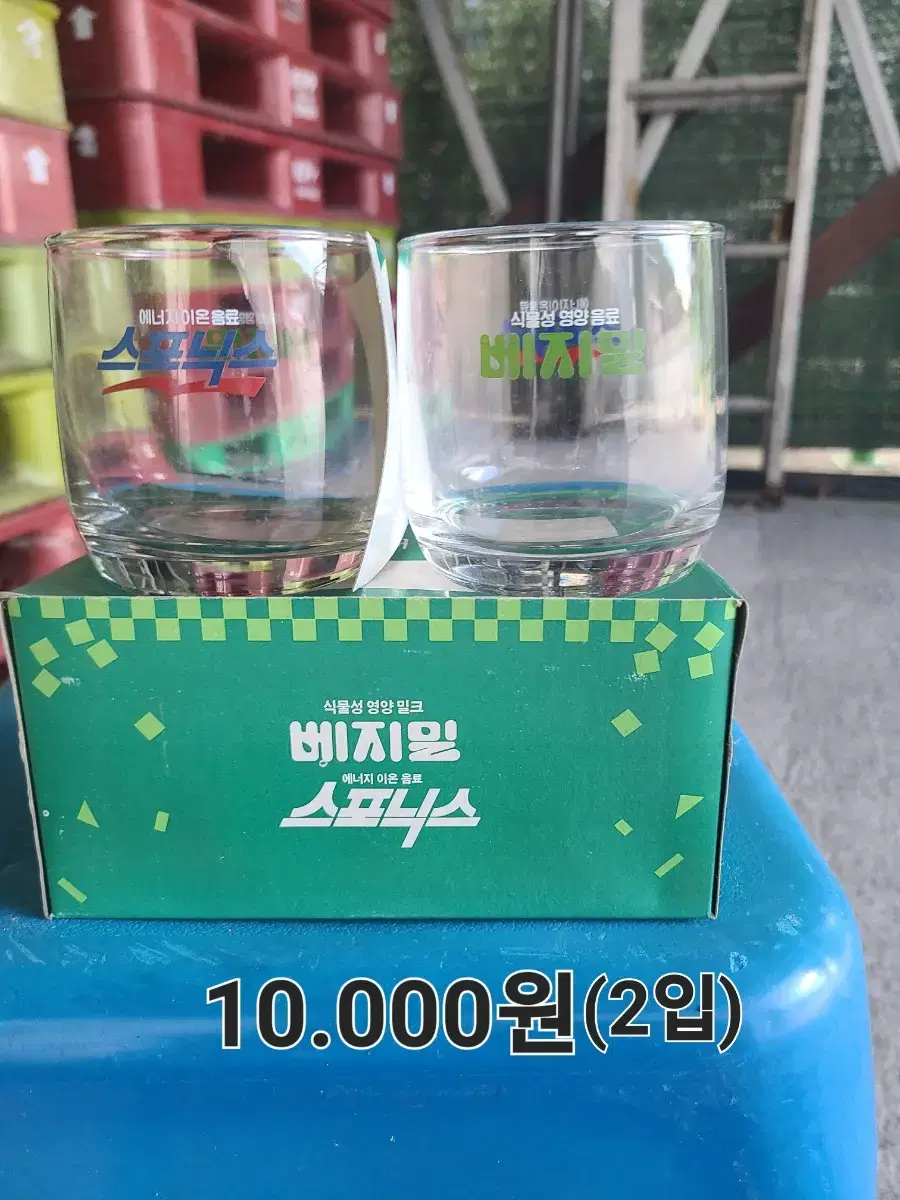 에너지 이온 음료
스포닉스
식물성 영양 음료
베지밀
식물성 영양 밀크
베지밀
에너지 이온 음료
스포닉스
10.000원(2입)